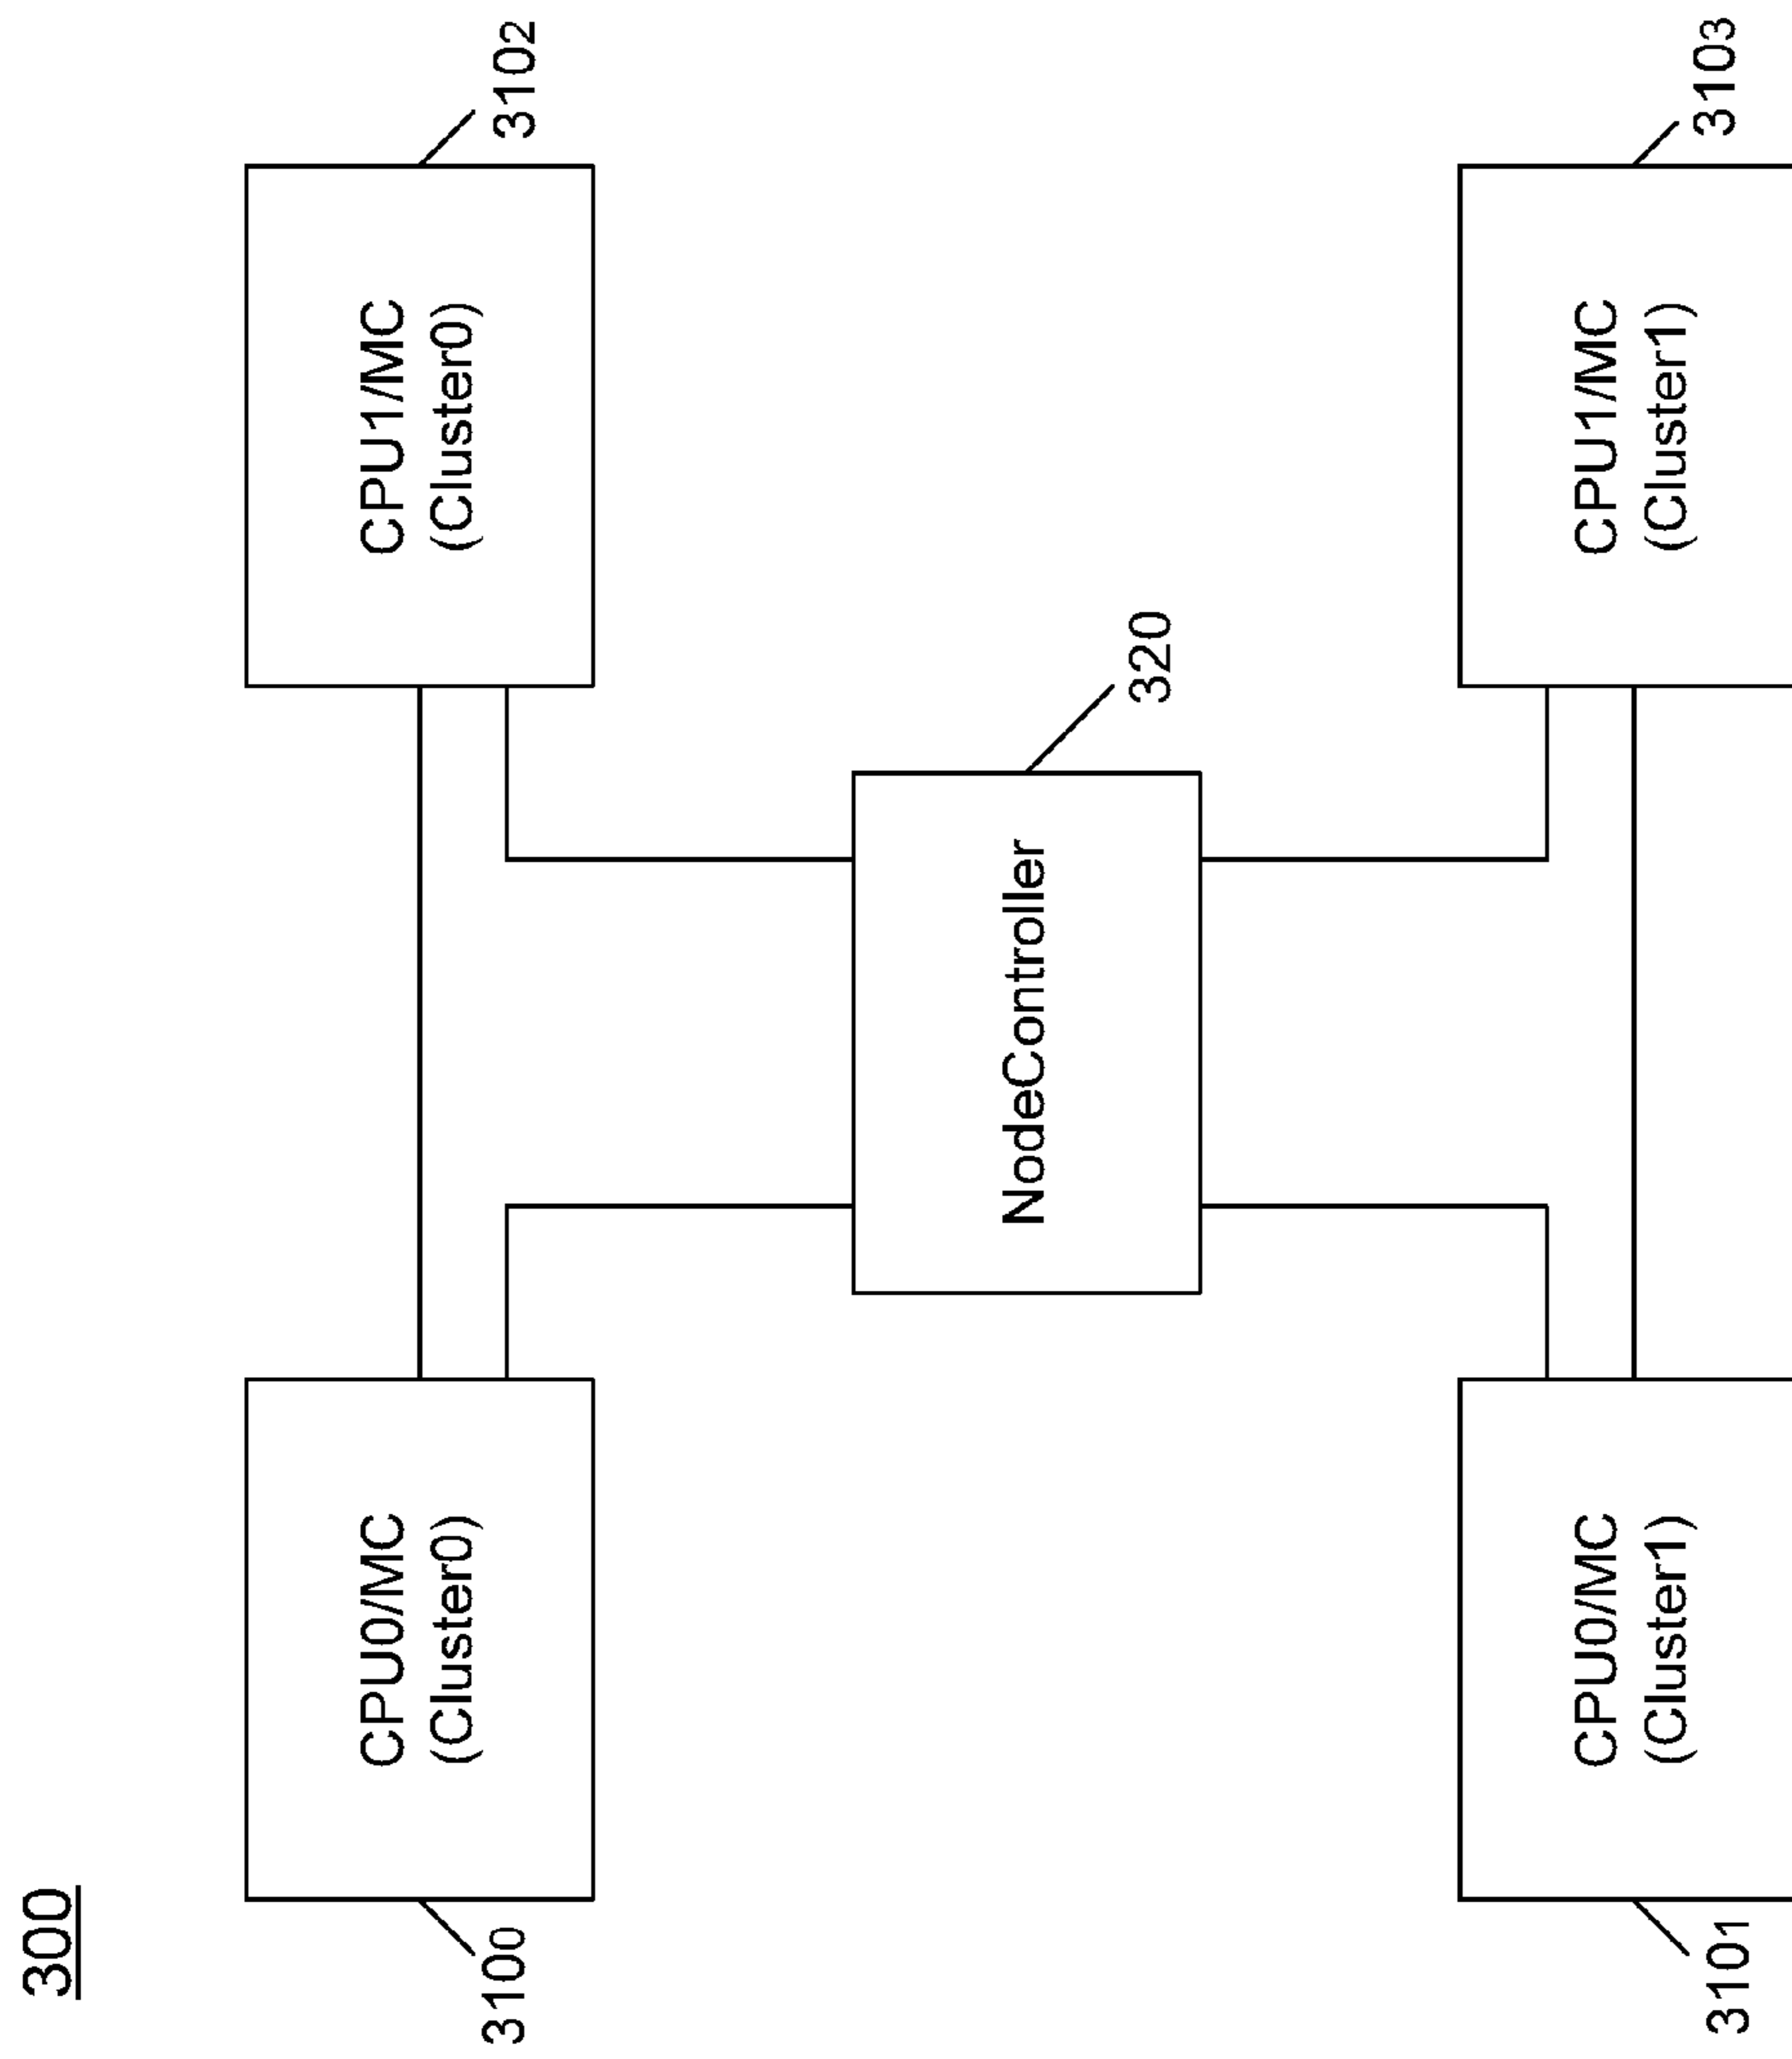 300
CPU0/MC
(Cluster0)
3100
CPU1/MC
(Cluster0)
3102
NodeController
320
CPU0/MC
(Cluster1)
3101
CPU1/MC
(Cluster1)
3103